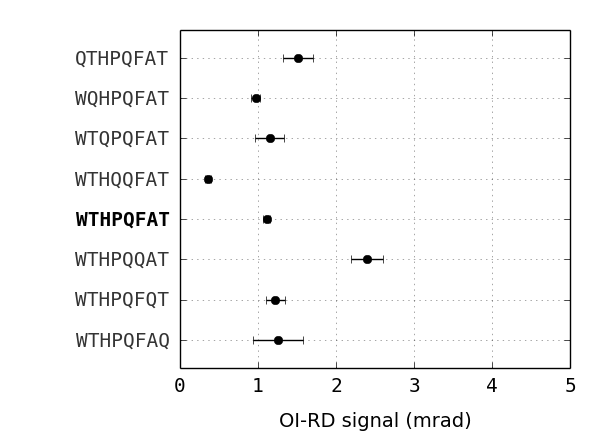 QTHPQFAT
WQHPQFAT
WTQPQFAT
WTHQQFAT
WTHPQFAT
WTHPQQAT
WTHPQFQT
WTHPQFAQ
0 1 2 3 4 5
OI-RD signal (mrad)